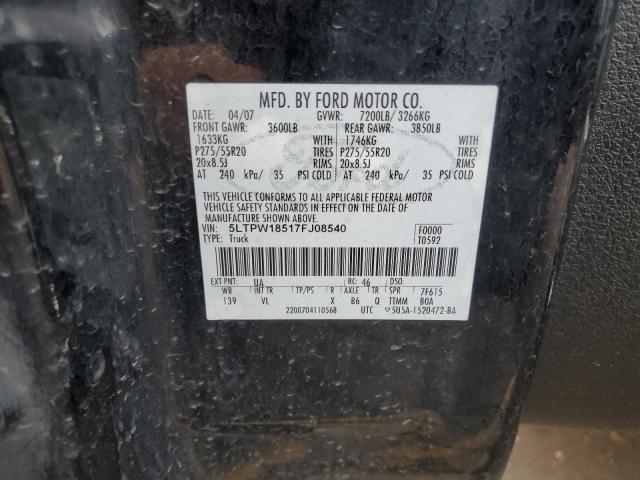 MFD. BY FORD MOTOR CO.
DATE: 04/07 GVWR: 7200LB/ 3266KG
FRONT GAWR: 3600LB REAR GAWR: 3850LB
1633KG WITH 1746KG WITH
P275/55R20 TIRES P275/55R20 TIRES
20x8.5J RIMS 20x8.5J RIMS
AT 240 kPa/ 35 PSI COLD AT 240 kPa/ 35 PSI COLD
THIS VEHICLE CONFORMS TO ALL APPLICABLE FEDERAL MOTOR
VEHICLE SAFETY STANDARDS IN EFFECT ON THE DATE OF
MANUFACTURE SHOWN ABOVE.
VIN: 5LTPW18517FJ08540 F0000
TYPE: Truck T0592
EXT PNT: UA RC: 46 DSO:
WB INT TR TP/PS R AXLE TR SPR 7F615
139 VL X B6 Q TTMM BOA
2200704110568 UTC 5U5A-1520472-BA